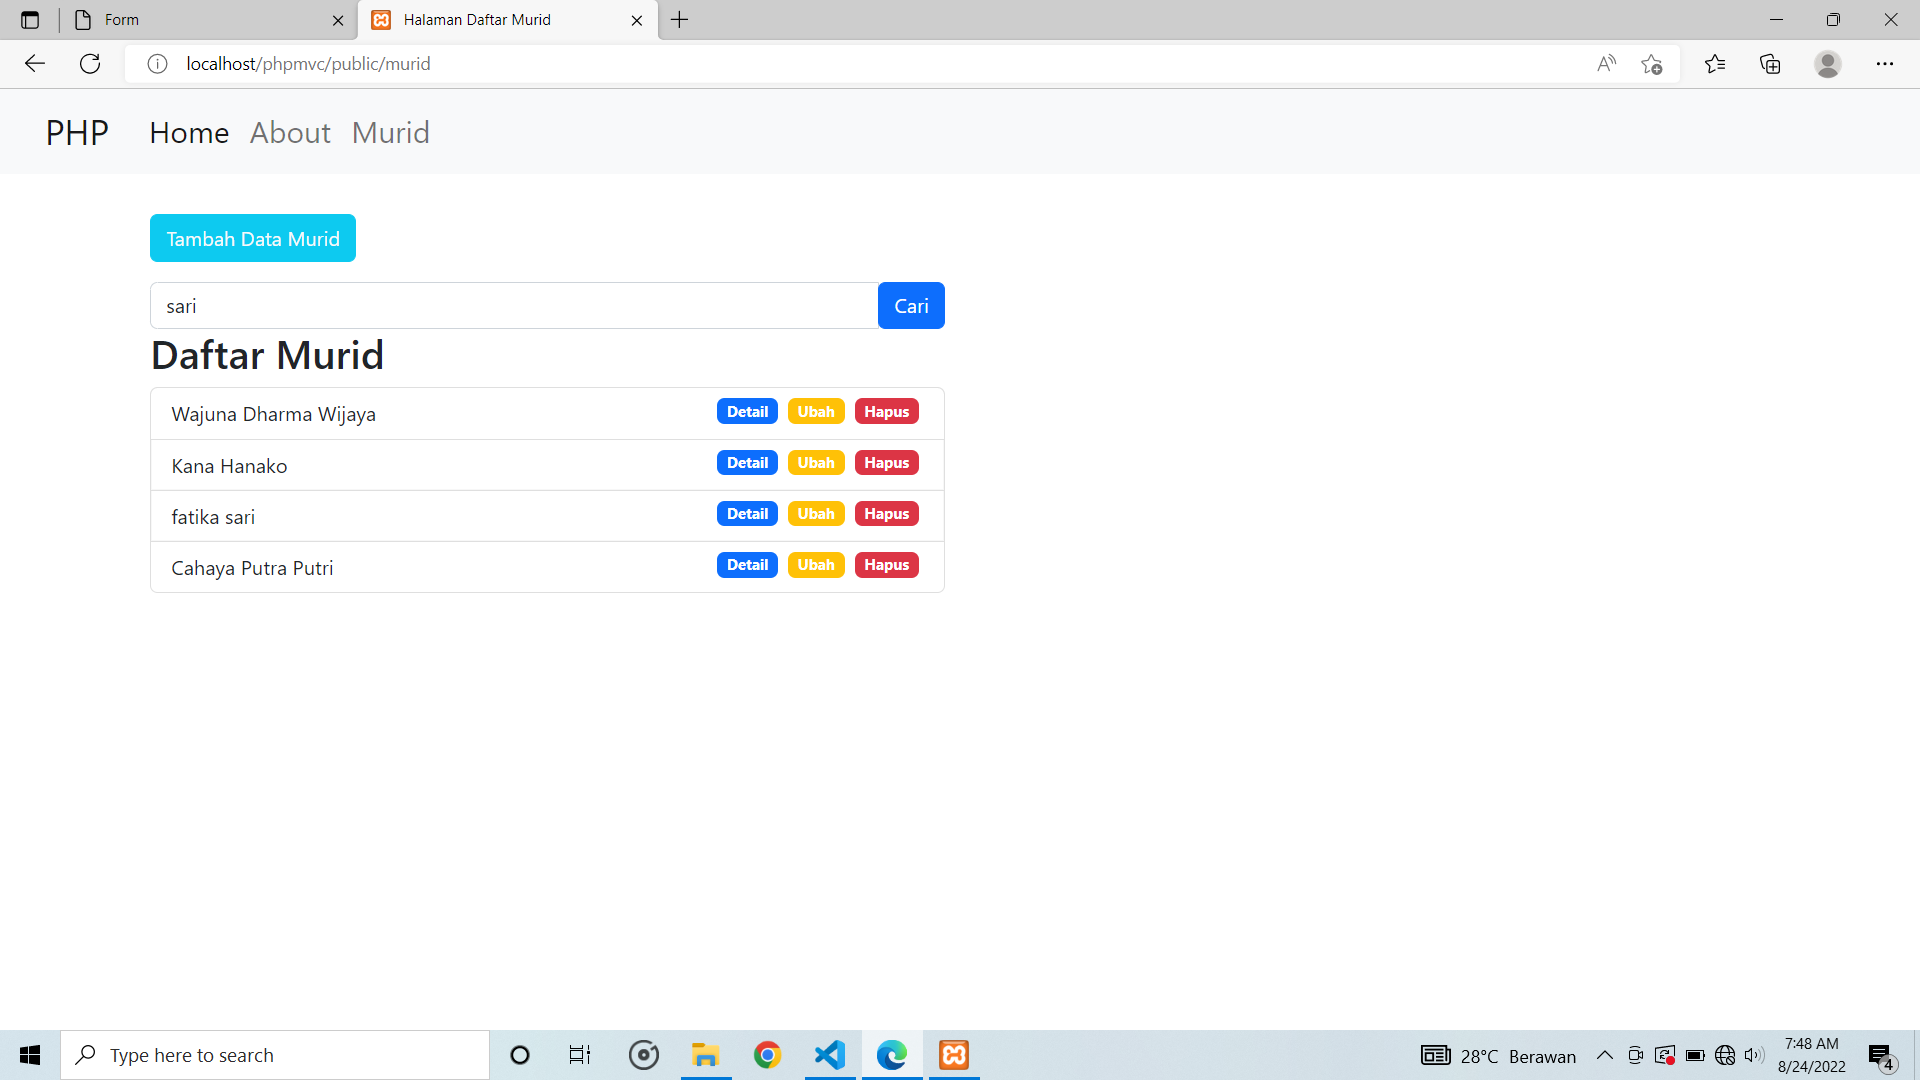 Form
Halaman Daftar Murid
localhost/phpmvc/public/murid
PHP Home About Murid
Tambah Data Murid
sari Cari
Daftar Murid
Wajuna Dharma Wijaya Detail Ubah Hapus
Kana Hanako Detail Ubah Hapus
fatika sari Detail Ubah Hapus
Cahaya Putra Putri Detail Ubah Hapus
Type here to search
28°C Berawan
7:48 AM
8/24/2022
4